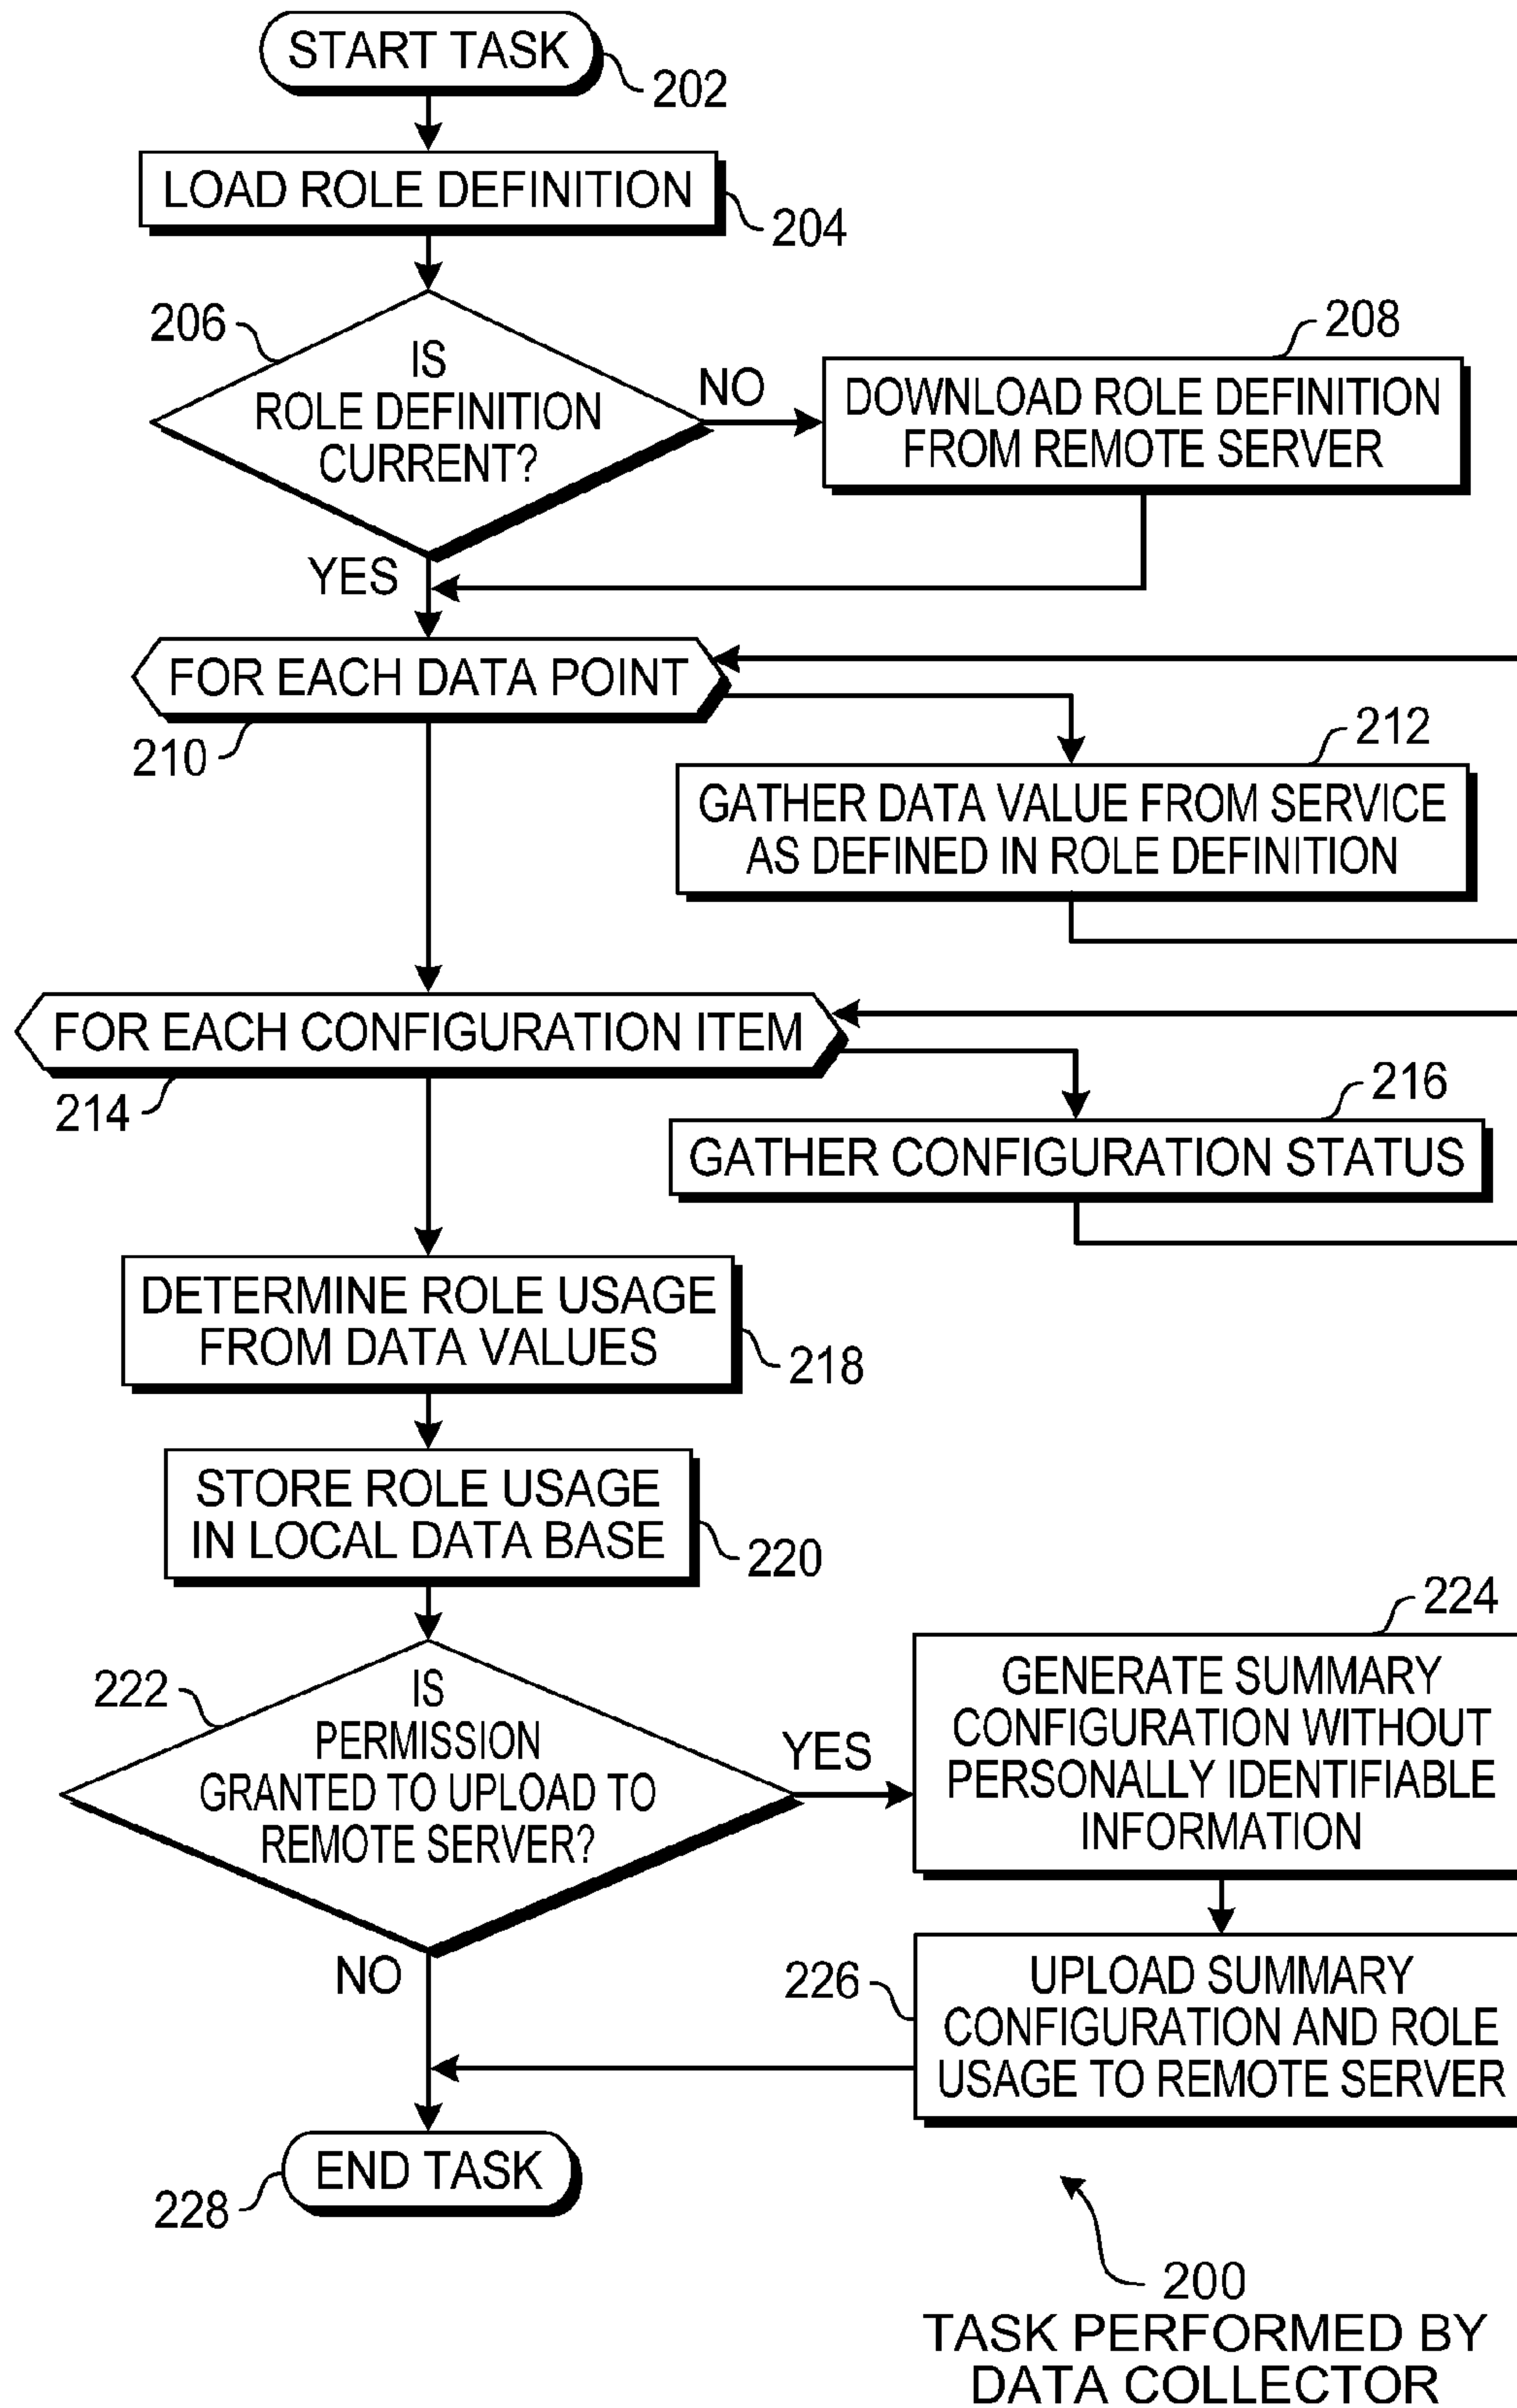 START TASK
202
LOAD ROLE DEFINITION
204
206
IS
ROLE DEFINITION
CURRENT?
NO
208
DOWNLOAD ROLE DEFINITION
FROM REMOTE SERVER
YES
FOR EACH DATA POINT
210
212
GATHER DATA VALUE FROM SERVICE
AS DEFINED IN ROLE DEFINITION
FOR EACH CONFIGURATION ITEM
214
216
GATHER CONFIGURATION STATUS
DETERMINE ROLE USAGE
FROM DATA VALUES
218
STORE ROLE USAGE
IN LOCAL DATA BASE
220
222
IS
PERMISSION
GRANTED TO UPLOAD TO
REMOTE SERVER?
YES
224
GENERATE SUMMARY
CONFIGURATION WITHOUT
PERSONALLY IDENTIFIABLE
INFORMATION
NO
226
UPLOAD SUMMARY
CONFIGURATION AND ROLE
USAGE TO REMOTE SERVER
END TASK
228
200
TASK PERFORMED BY
DATA COLLECTOR